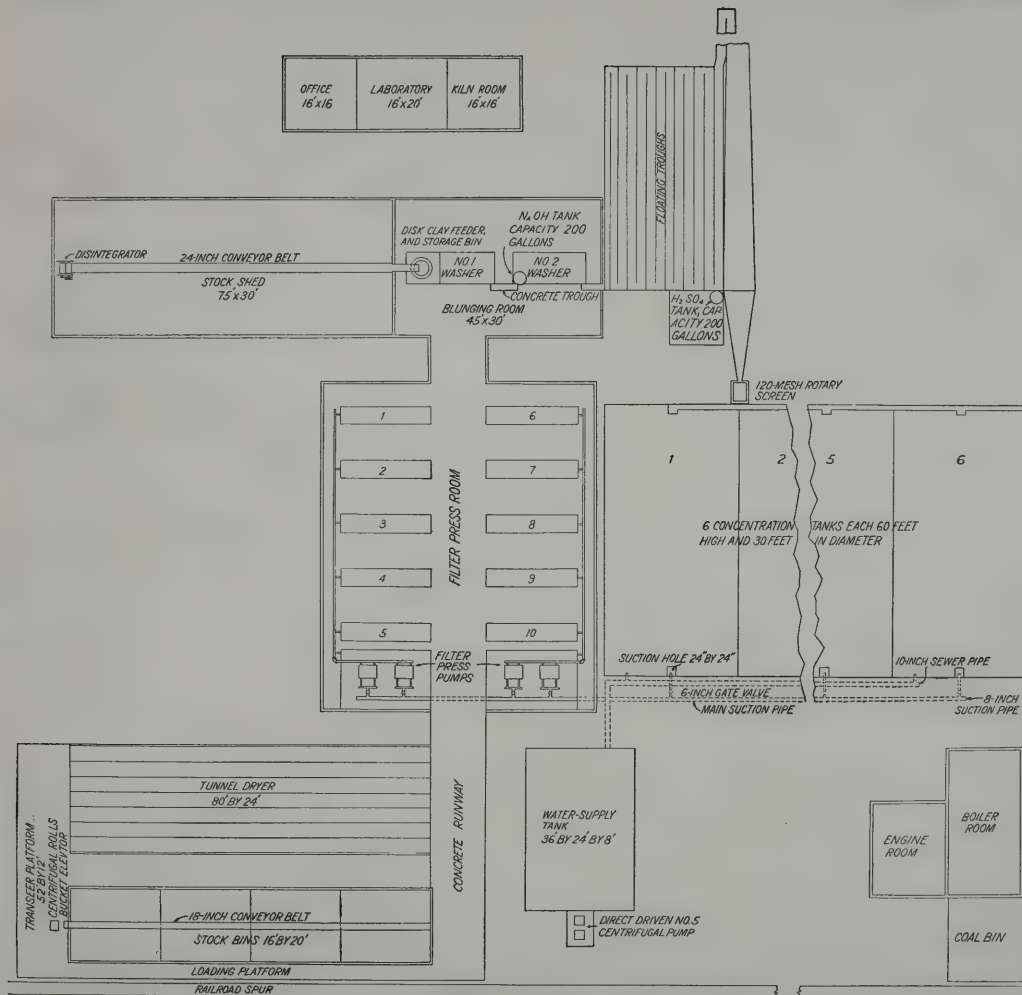 OFFICE
16'x16
LABORATORY
16'x20'
KILN ROOM
16'x16'
FLOATING TROUGHS
DISINTEGRATOR
24-INCH CONVEYOR BELT
STOCK SHED
75'x30'
DISK CLAY FEEDER,
AND STORAGE BIN
NO 1
WASHER
NaOH TANK
CAPACITY 200
GALLONS
NO 2
WASHER
CONCRETE TROUGH
BLUNGING ROOM
45'x30'
H2 SO4
TANK, CAP
ACITY 200
GALLONS
120-MESH ROTARY
SCREEN
1
2
3
4
5
6
7
8
9
10
FILTER PRESS ROOM
FILTER
PRESS
PUMPS
1
2
5
6
6 CONCENTRATION TANKS EACH 60 FEET
HIGH AND 30 FEET IN DIAMETER
SUCTION HOLE 24" BY 24"
10-INCH SEWER PIPE
6-INCH GATE VALVE
MAIN SUCTION PIPE
8-INCH
SUCTION PIPE
TUNNEL DRYER
80' BY 24'
TRANSFER PLATFORM..
52' BY 12'
CENTRIFUGAL ROLLS
BUCKET ELEVTOR
CONCRETE RUNWAY
18-INCH CONVEYOR BELT
STOCK BINS 16' BY 20'
LOADING PLATFORM
RAILROAD SPUR
WATER-SUPPLY
TANK
36' BY 24' BY 8'
DIRECT DRIVEN NO.5
CENTRIFUGAL PUMP
ENGINE
ROOM
BOILER
ROOM
COAL BIN